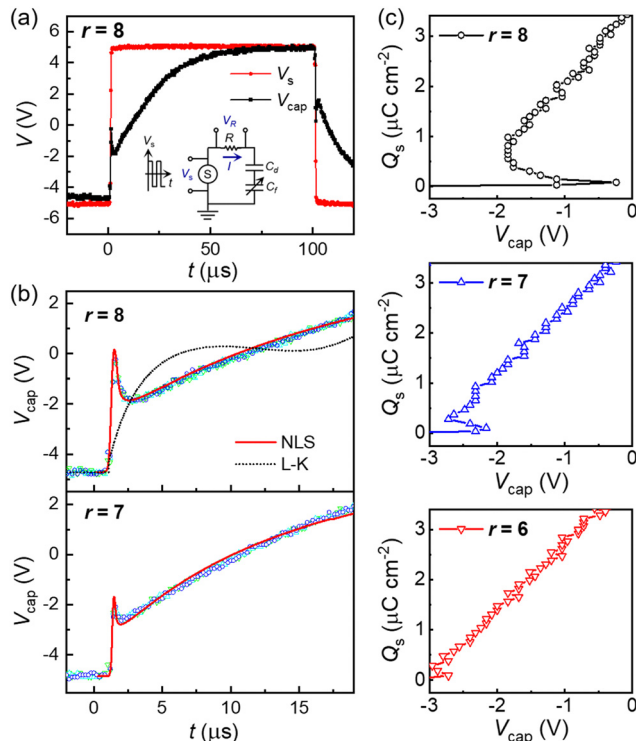 (a) r = 8
V (V)
6
4
2
0
-2
-4
-6
Vs
Vcap
VR
R
I
Vs
t
Vs
S
Cd
Cf
0 50 100
t (μs)
(b) r = 8
Vcap (V)
2
0
-2
-4
NLS
L-K
r = 7
Vcap (V)
2
0
-2
-4
0 5 10 15
t (μs)
(c)
r = 8
Qs (μC cm-2)
3
2
1
0
-3 -2 -1 0
Vcap (V)
r = 7
Qs (μC cm-2)
3
2
1
0
-3 -2 -1 0
Vcap (V)
r = 6
Qs (μC cm-2)
3
2
1
0
-3 -2 -1 0
Vcap (V)